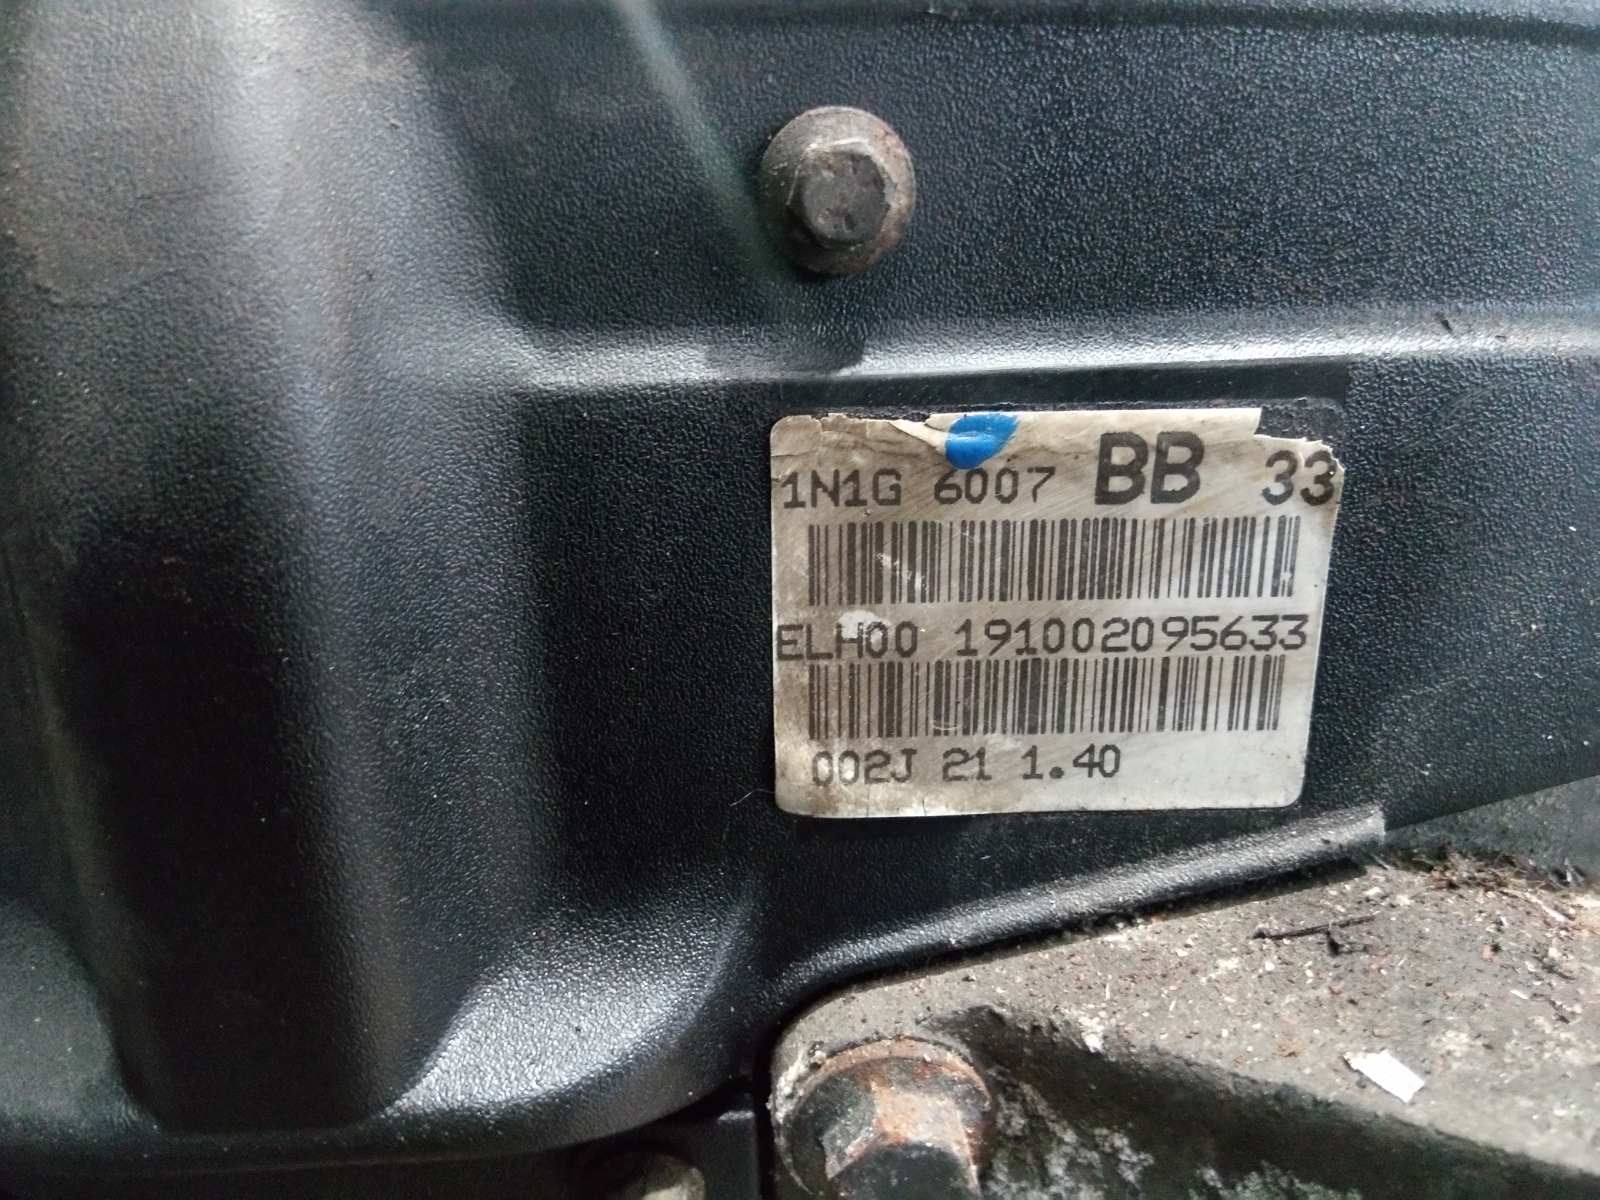 1N1G 6007 BB 33
ELH00 191002095633
002J 21 1.40